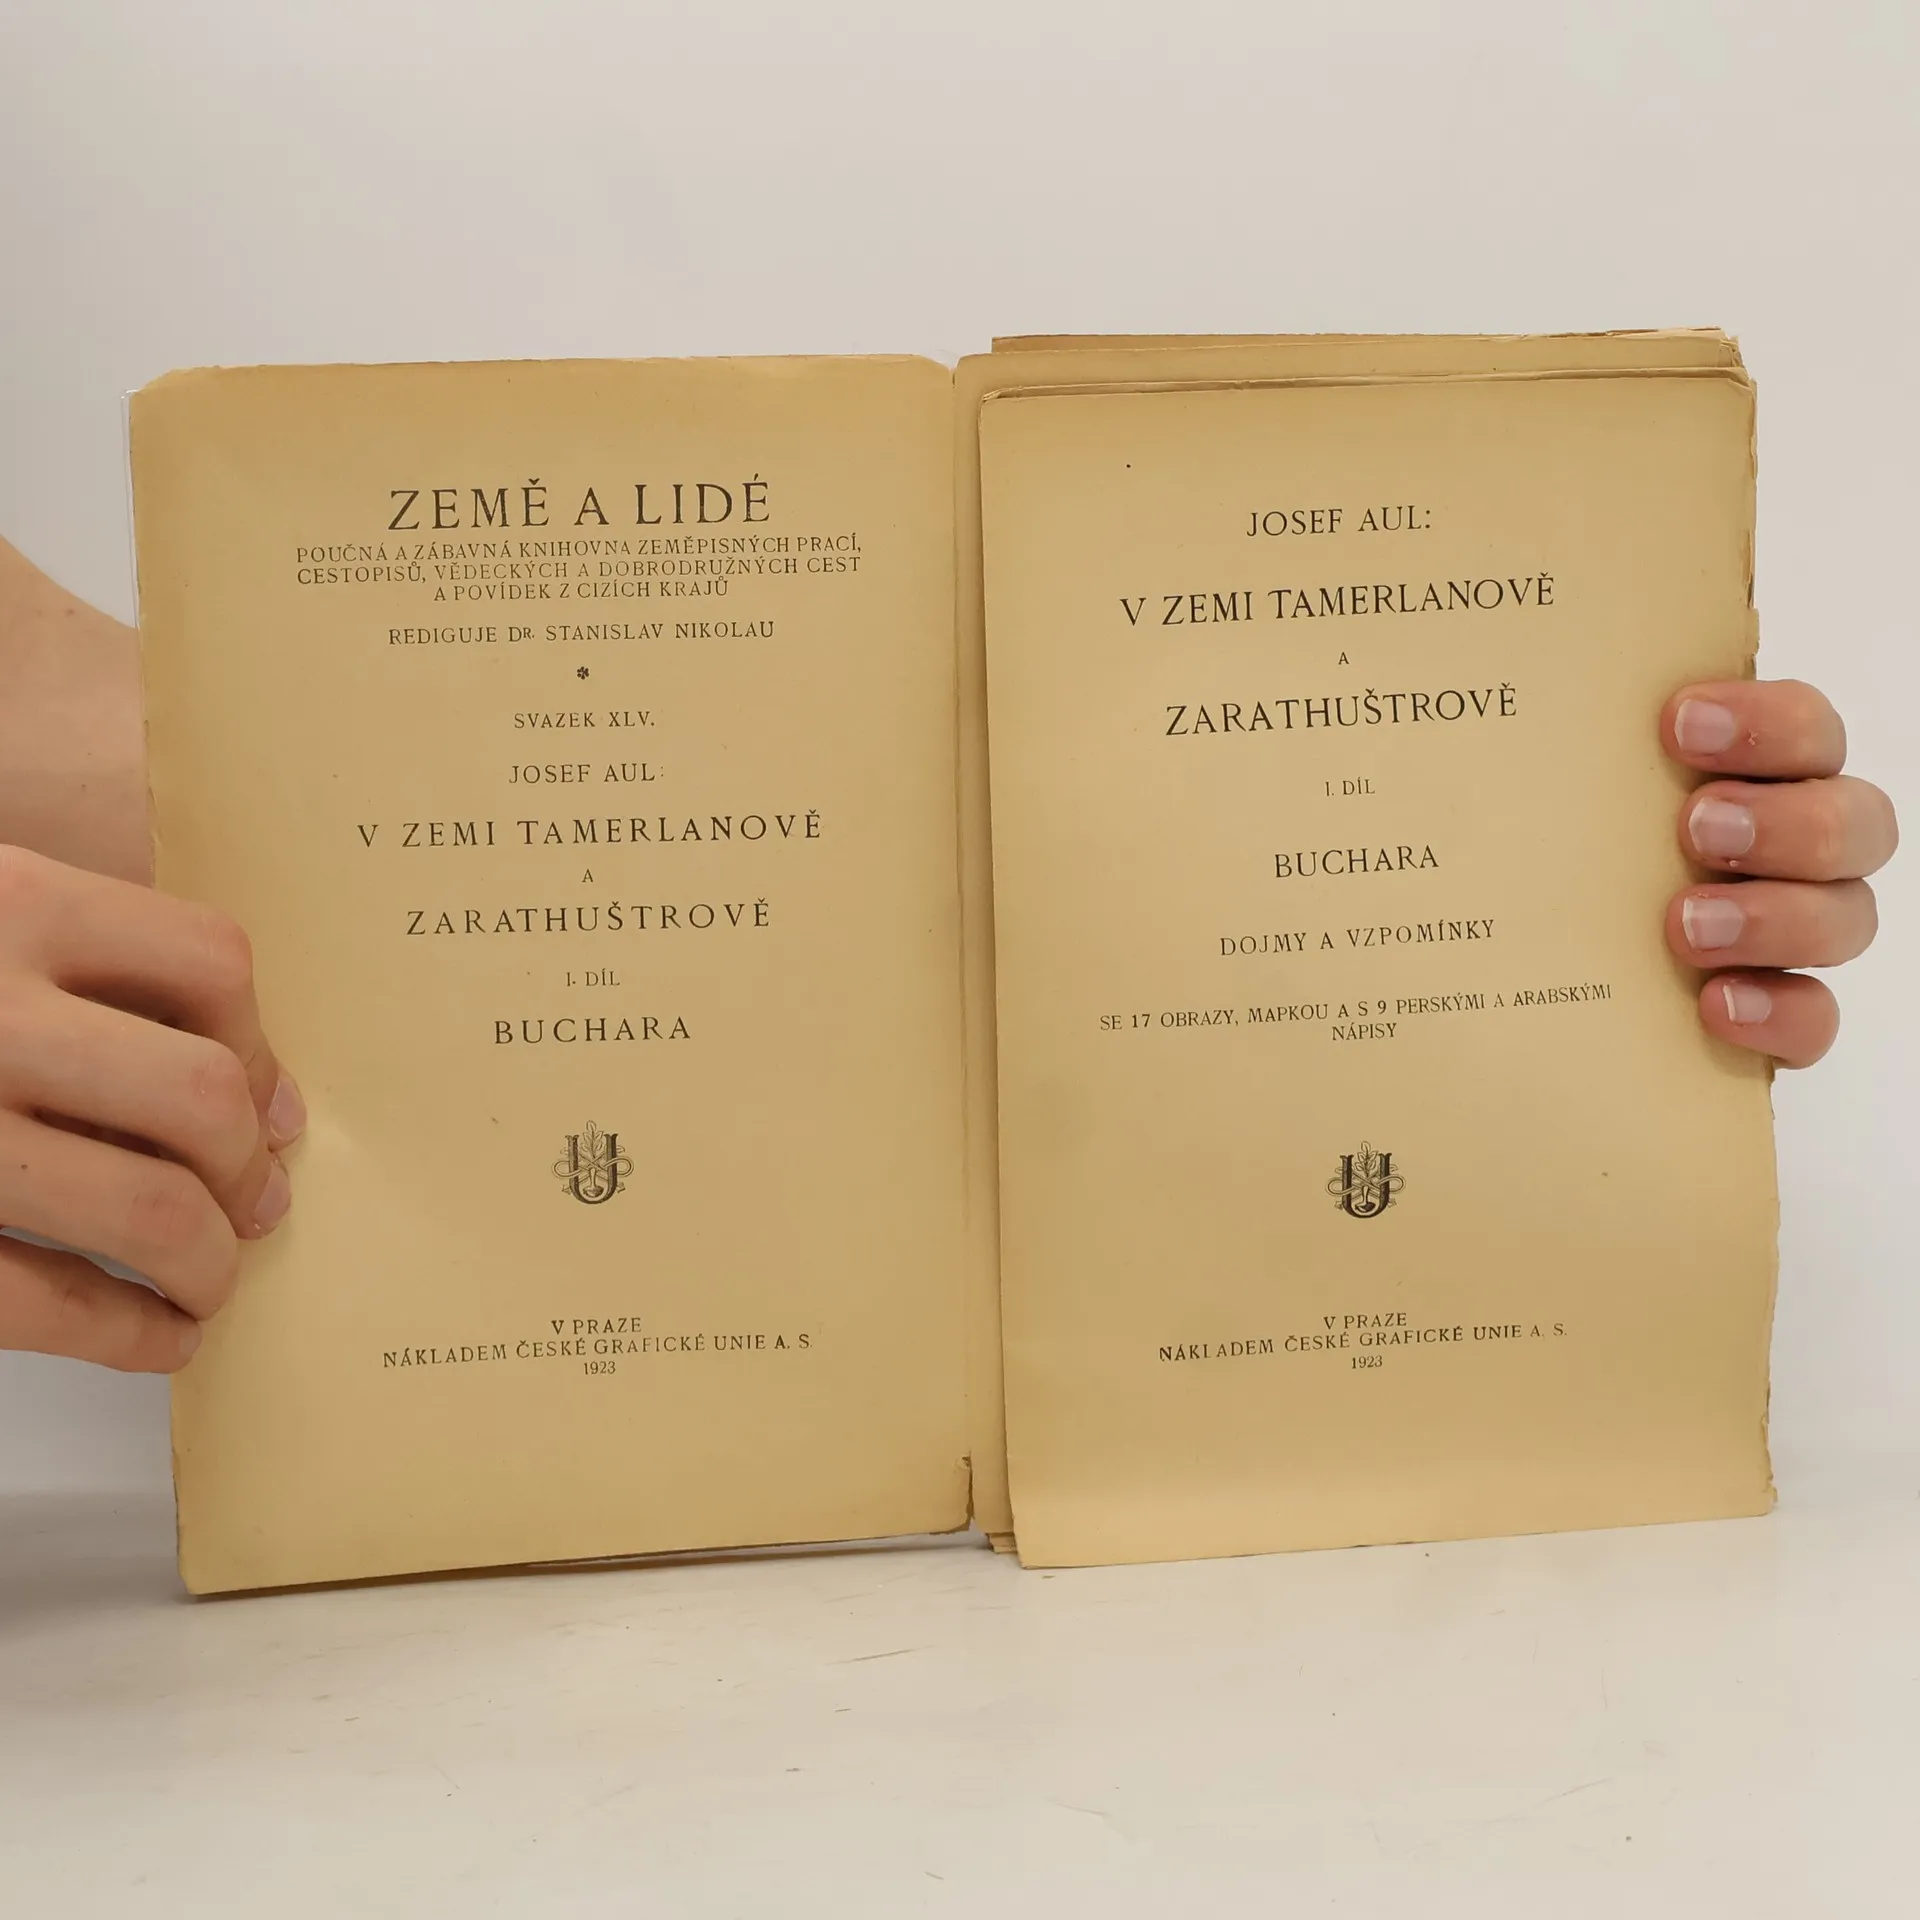 ZEMĚ A LIDÉ
POUČNÁ A ZÁBAVNÁ KNIHOVNA ZEMĚPISNÝCH PRACÍ,
CESTOPISŮ, VĚDECKÝCH A DOBRODRUŽNÝCH CEST
A POVÍDEK Z CIZÍCH KRAJŮ
REDIGUJE DR. STANISLAV NIKOLAU
SVAZEK XLV.
JOSEF AUL:
V ZEMI TAMERLANOVĚ
A
ZARATHUŠTROVĚ
I. DÍL
BUCHARA
V PRAZE
NÁKLADEM ČESKÉ GRAFICKÉ UNIE A. S.
1923
JOSEF AUL:
V ZEMI TAMERLANOVĚ
A
ZARATHUŠTROVĚ
I. DÍL
BUCHARA
DOJMY A VZPOMÍNKY
SE 17 OBRAZY, MAPKOU A S 9 PERSKÝMI A ARABSKÝMI
NÁPISY
V PRAZE
NÁKLADEM ČESKÉ GRAFICKÉ UNIE A. S.
1923